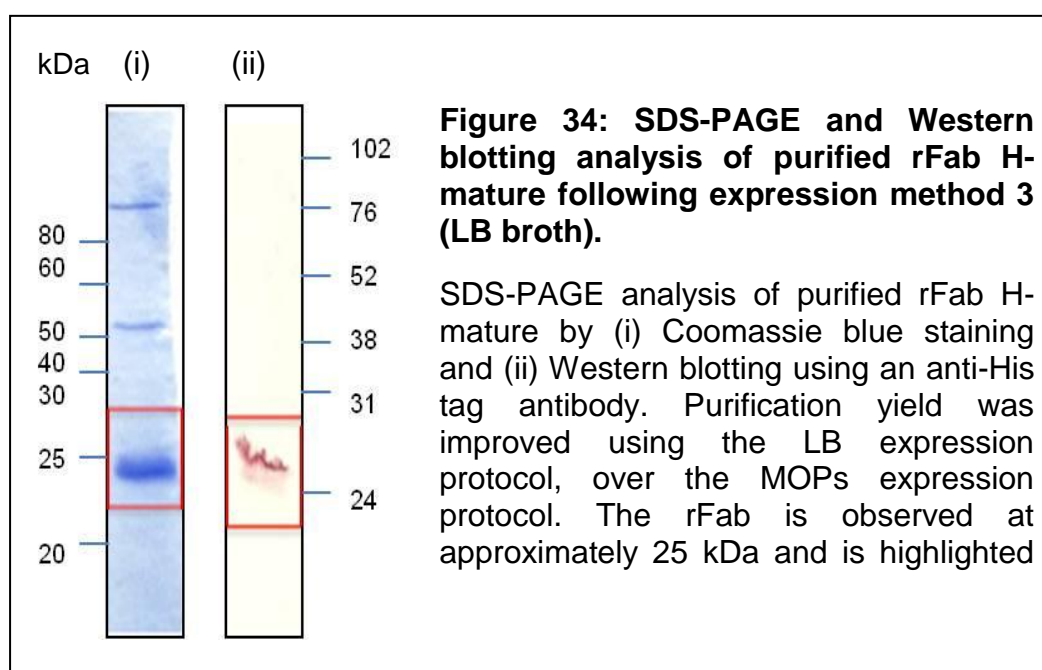 kDa (i) (ii)
80
60
50
40
30
25
20
102
76
52
38
31
24
Figure 34: SDS-PAGE and Western
blotting analysis of purified rFab H-
mature following expression method 3
(LB broth).
SDS-PAGE analysis of purified rFab H-
mature by (i) Coomassie blue staining
and (ii) Western blotting using an anti-His
tag antibody. Purification yield was
improved using the LB expression
protocol, over the MOPs expression
protocol. The rFab is observed at
approximately 25 kDa and is highlighted